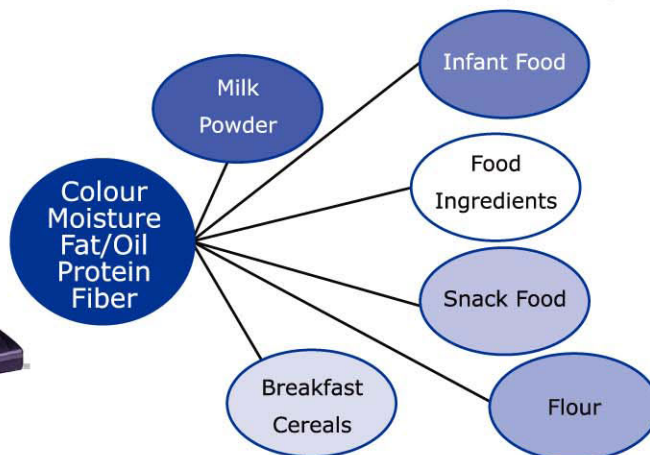 Colour
Moisture
Fat/Oil
Protein
Fiber
Milk
Powder
Infant Food
Food
Ingredients
Snack Food
Flour
Breakfast
Cereals